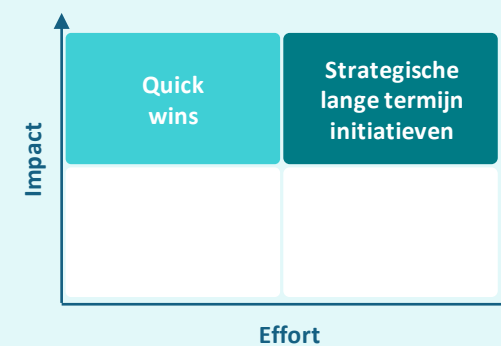 Quick
wins
Strategische
lange termijn
initiatieven
Impact
Effort